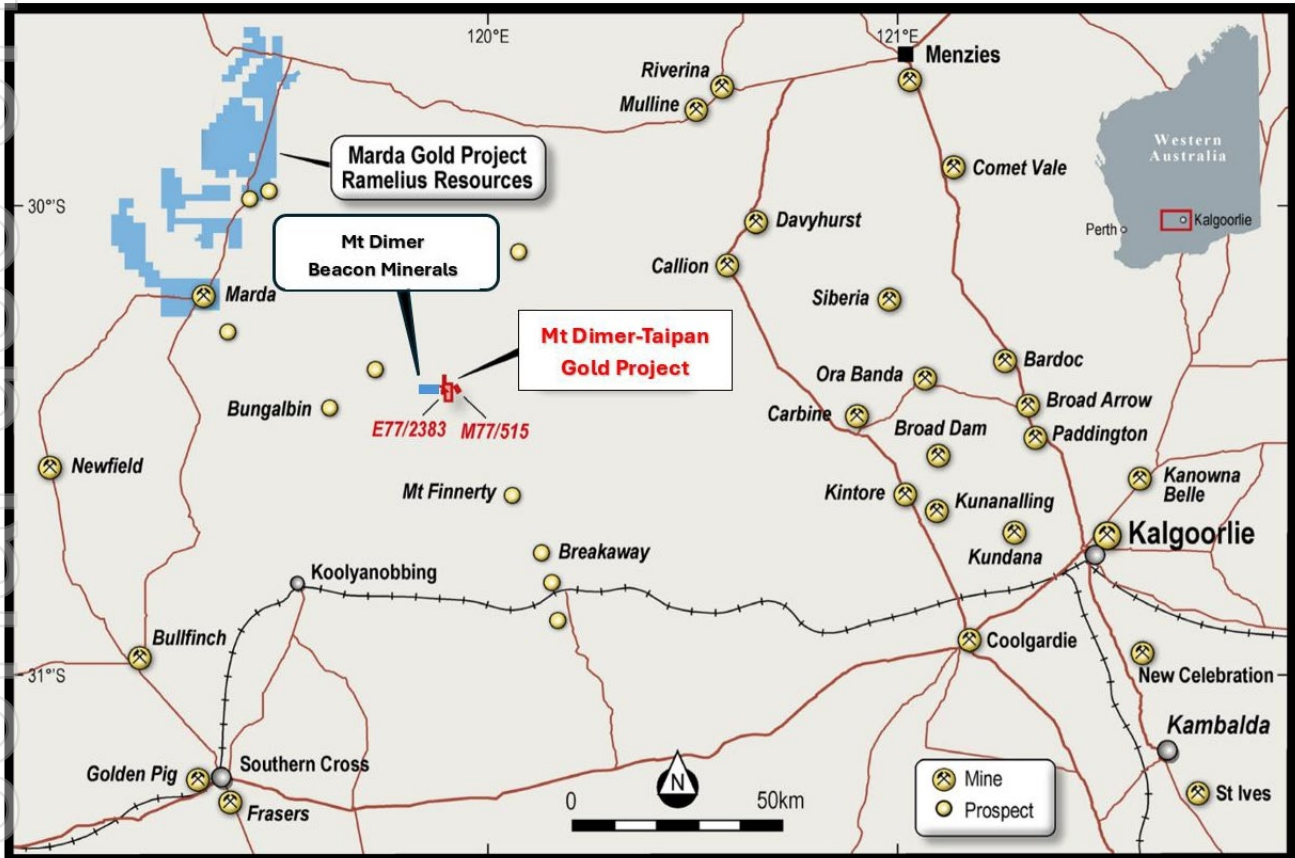 120°E
121°E
Menzies
Riverina
Mulline
Western
Australia
Perth
Kalgoorlie
Marda Gold Project
Ramelius Resources
Comet Vale
30°S
Mt Dimer
Beacon Minerals
Davyhurst
Callion
Marda
Siberia
Mt Dimer-Taipan
Gold Project
Bardoc
Ora Banda
Bungalbin
E77/2383
M77/515
Carbine
Broad Arrow
Broad Dam
Paddington
Newfield
Kanowna
Belle
Mt Finnerty
Kintore
Kunanalling
Kundana
Kalgoorlie
Breakaway
Koolyanobbing
Bullfinch
Coolgardie
31°'S
New Celebration
Kambalda
Golden Pig
Southern Cross
Frasers
N
0
50km
Mine
Prospect
St Ives